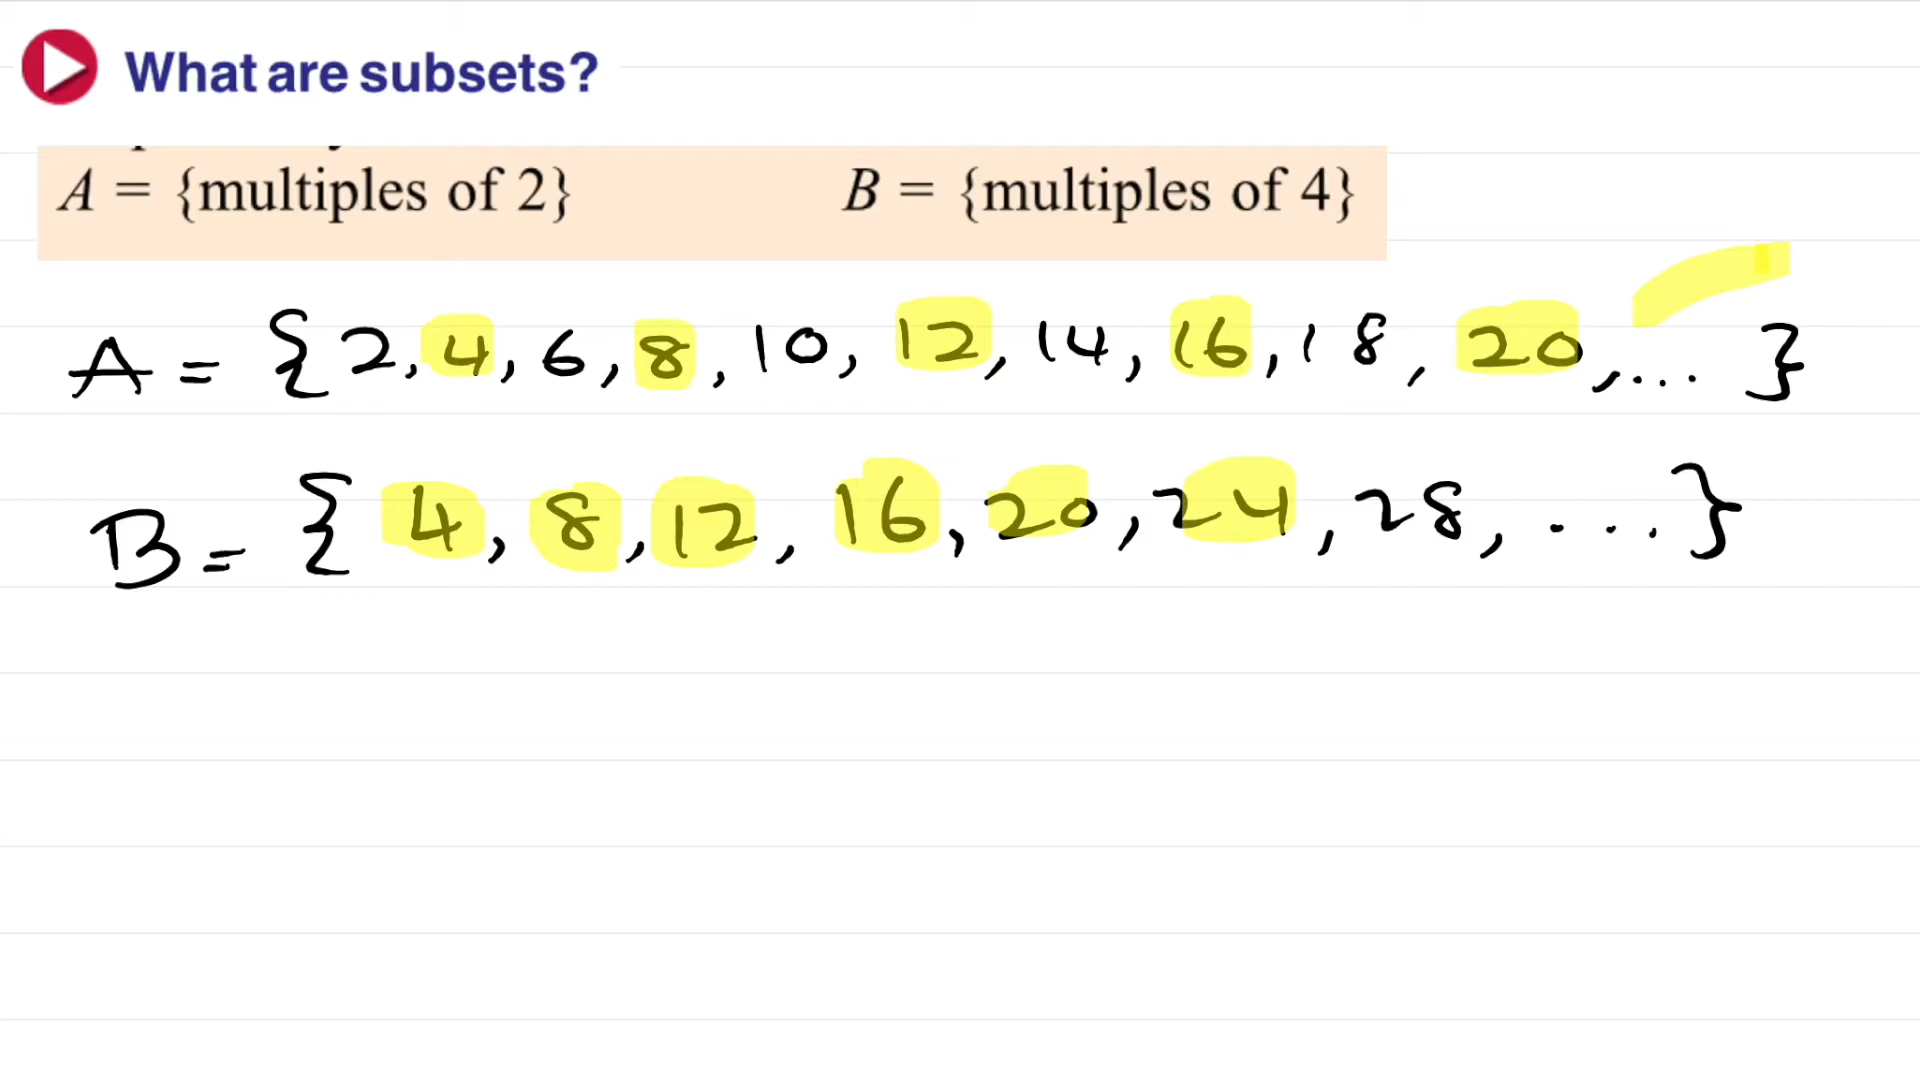 What are subsets?
A = {multiples of 2} B = {multiples of 4}
A = {2, 4, 6, 8, 10, 12, 14, 16, 18, 20, ... }
B = { 4, 8, 12, 16, 20, 24, 28, ... }